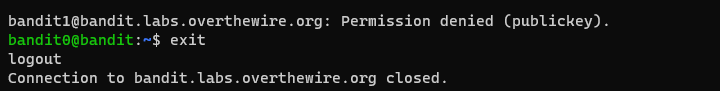 bandit1@bandit.labs.overthewire.org: Permission denied (publickey).
bandit0@bandit:~$ exit
logout
Connection to bandit.labs.overthewire.org closed.